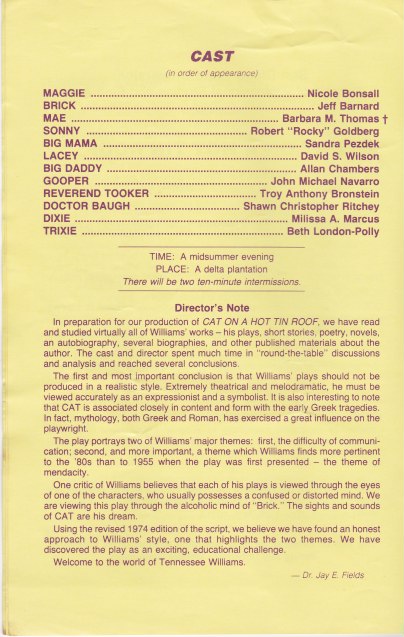 CAST
(in order of appearance)
MAGGIE ........................................................ Nicole Bonsall
BRICK ............................................................... Jeff Barnard
MAE ...................................................... Barbara M. Thomas †
SONNY ................................................. Robert "Rocky" Goldberg
BIG MAMA .................................................... Sandra Pezdek
LACEY ......................................................... David S. Wilson
BIG DADDY ................................................... Allan Chambers
GOOPER .............................................. John Michael Navarro
REVEREND TOOKER ........................... Troy Anthony Bronstein
DOCTOR BAUGH ............................ Shawn Christopher Ritchey
DIXIE ......................................................... Milissa A. Marcus
TRIXIE ..................................................... Beth London-Polly
TIME: A midsummer evening
PLACE: A delta plantation
There will be two ten-minute intermissions.
Director's Note
In preparation for our production of CAT ON A HOT TIN ROOF, we have read
and studied virtually all of Williams' works – his plays, short stories, poetry, novels,
an autobiography, several biographies, and other published materials about the
author. The cast and director spent much time in "round-the-table" discussions
and analysis and reached several conclusions.
The first and most important conclusion is that Williams' plays should not be
produced in a realistic style. Extremely theatrical and melodramatic, he must be
viewed accurately as an expressionist and a symbolist. It is also interesting to note
that CAT is associated closely in content and form with the early Greek tragedies.
In fact, mythology, both Greek and Roman, has exercised a great influence on the
playwright.
The play portrays two of Williams' major themes: first, the difficulty of communi-
cation; second, and more important, a theme which Williams finds more pertinent
to the '80s than to 1955 when the play was first presented – the theme of
mendacity.
One critic of Williams believes that each of his plays is viewed through the eyes
of one of the characters, who usually possesses a confused or distorted mind. We
are viewing this play through the alcoholic mind of "Brick." The sights and sounds
of CAT are his dream.
Using the revised 1974 edition of the script, we believe we have found an honest
approach to Williams' style, one that highlights the two themes. We have
discovered the play as an exciting, educational challenge.
Welcome to the world of Tennessee Williams.
— Dr. Jay E. Fields